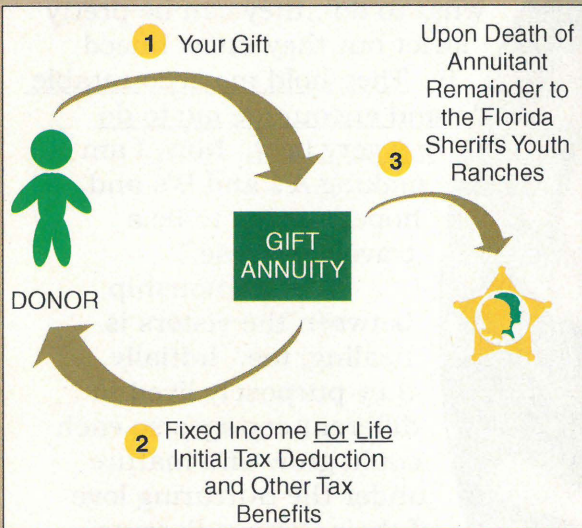 1 Your Gift
Upon Death of
Annuitant
Remainder to
the Florida
Sheriffs Youth
Ranches
3
GIFT
ANNUITY
DONOR
2 Fixed Income For Life
Initial Tax Deduction
and Other Tax
Benefits